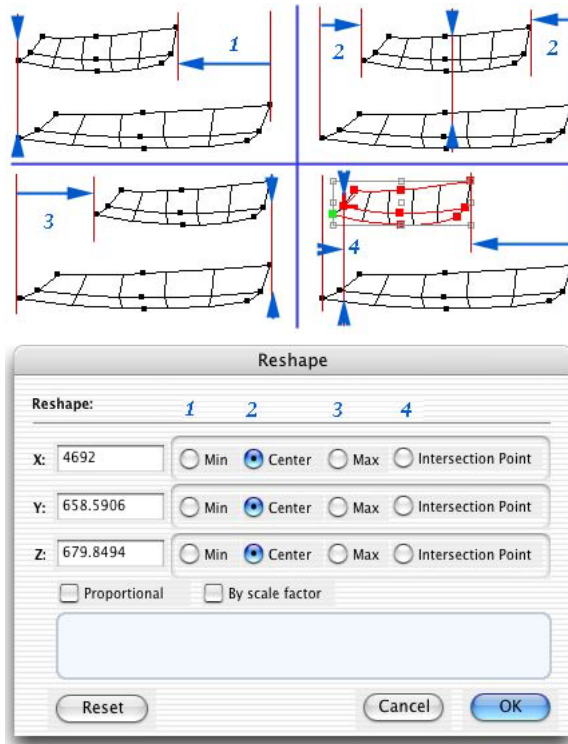 1
2 2
3
4
Reshape
Reshape: 1 2 3 4
X: 4692 Min Center Max Intersection Point
Y: 658.5906 Min Center Max Intersection Point
Z: 679.8494 Min Center Max Intersection Point
Proportional By scale factor
Reset Cancel OK